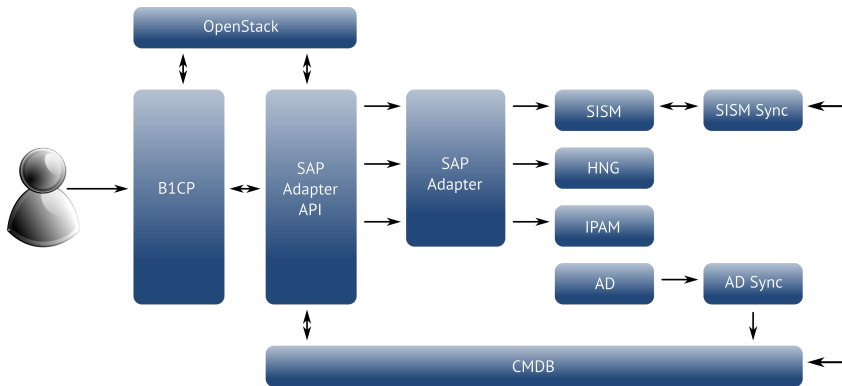 OpenStack
B1CP
SAP
Adapter
API
SAP
Adapter
SISM
SISM Sync
HNG
IPAM
AD
AD Sync
CMDB